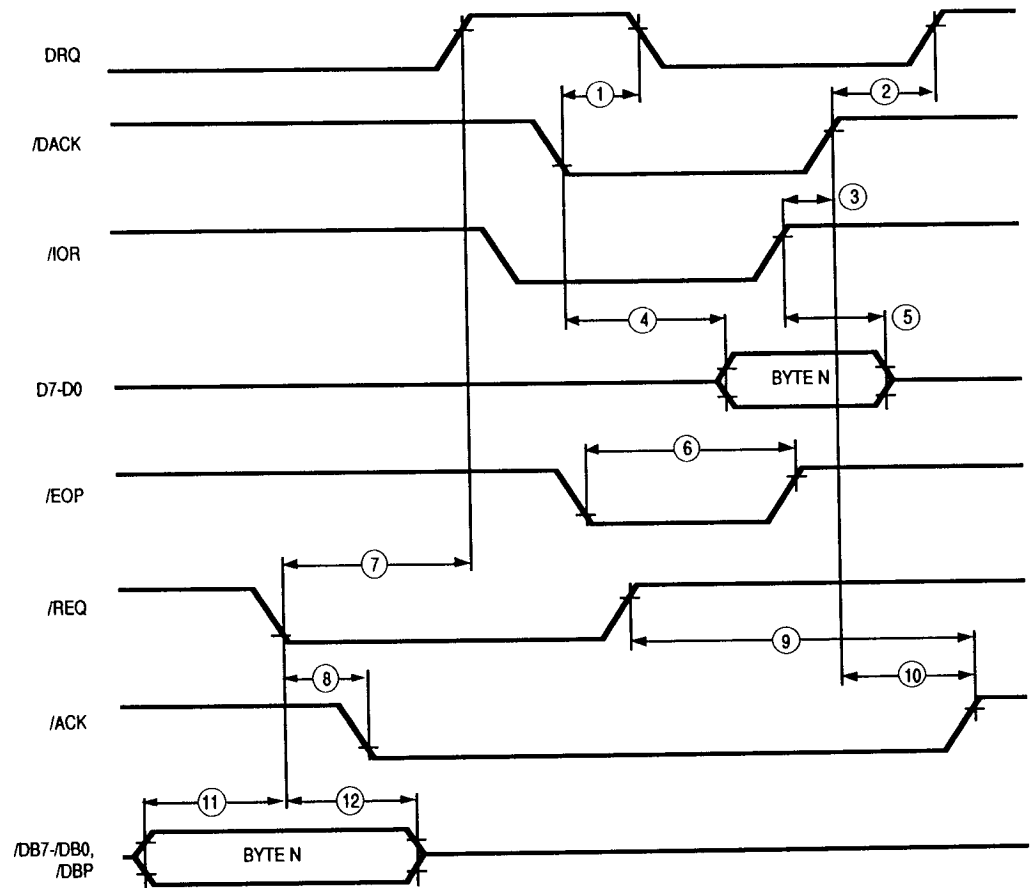 DRQ
1
2
/DACK
3
/IOR
4
5
D7-D0
BYTE N
6
/EOP
7
/REQ
9
8
10
/ACK
11
12
/DB7-/DB0,
/DBP
BYTE N